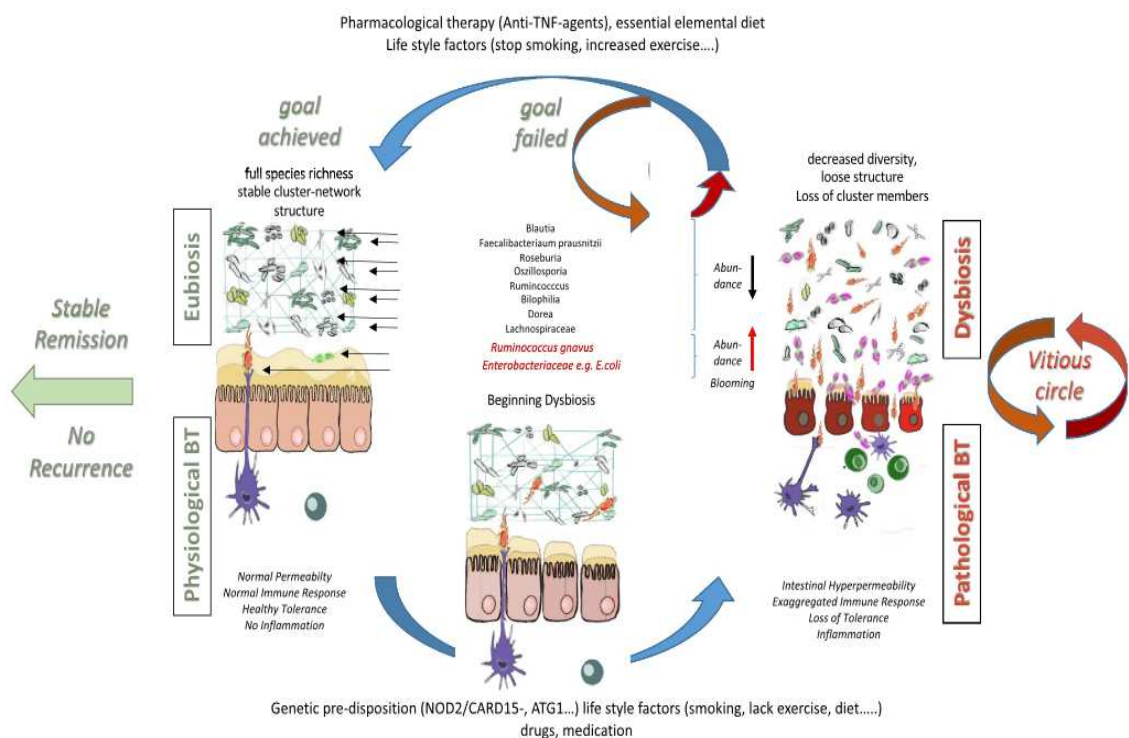 Pharmacological therapy (Anti-TNF-agents), essential elemental diet
Life style factors (stop smoking, increased exercise....)
goal
achieved
goal
failed
full species richness
stable cluster-network
structure
decreased diversity,
loose structure
Loss of cluster members
Eubiosis
Blautia
Faecalibacteriaum prausnitzii
Roseburia
Oszillosporia
Rumincoccus
Bilophilia
Dorea
Lachnospiraceae
Ruminococcus gnavus
Enterobacteriaceae e.g. E.coli
Abun-
dance
Abun-
dance
Blooming
Dysbiosis
Stable
Remission
No
Recurrence
Vitious
circle
Beginning Dysbiosis
Physiological BT
Pathological BT
Normal Permeabilty
Normal Immune Response
Healthy Tolerance
No Inflammation
Intestinal Hyperpermeability
Exaggregated Immune Response
Loss of Tolerance
Inflammation
Genetic pre-disposition (NOD2/CARD15-, ATG1...) life style factors (smoking, lack exercise, diet.....)
drugs, medication